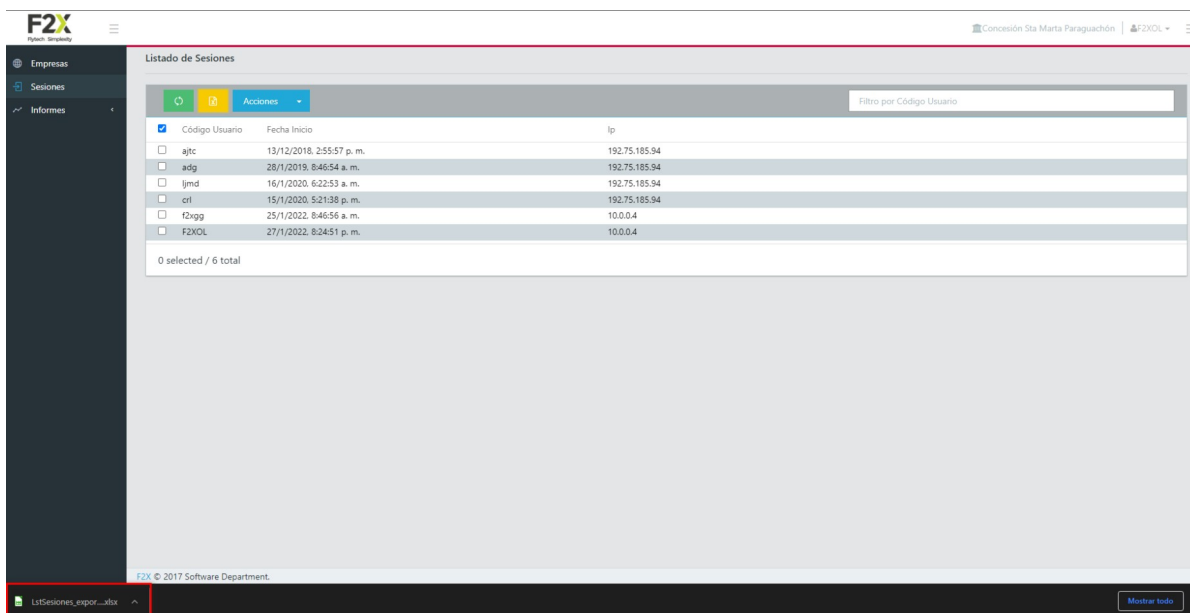 F2X
Flytech Simplexity
Concesión Sta Marta Paraguachón
F2XOL
Empresas
Sesiones
Informes
Listado de Sesiones
Acciones
Filtro por Código Usuario
Código Usuario Fecha Inicio Ip
ajtc 13/12/2018, 2:55:57 p. m. 192.75.185.94
adg 28/1/2019, 8:46:54 a. m. 192.75.185.94
ljmd 16/1/2020, 6:22:53 a. m. 192.75.185.94
crl 15/1/2020, 5:21:38 p. m. 192.75.185.94
f2xgg 25/1/2022, 8:46:56 a. m. 10.0.0.4
F2XOL 27/1/2022, 8:24:51 p. m. 10.0.0.4
0 selected / 6 total
F2X © 2017 Software Department.
LstSesiones_expor....xlsx
Mostrar todo